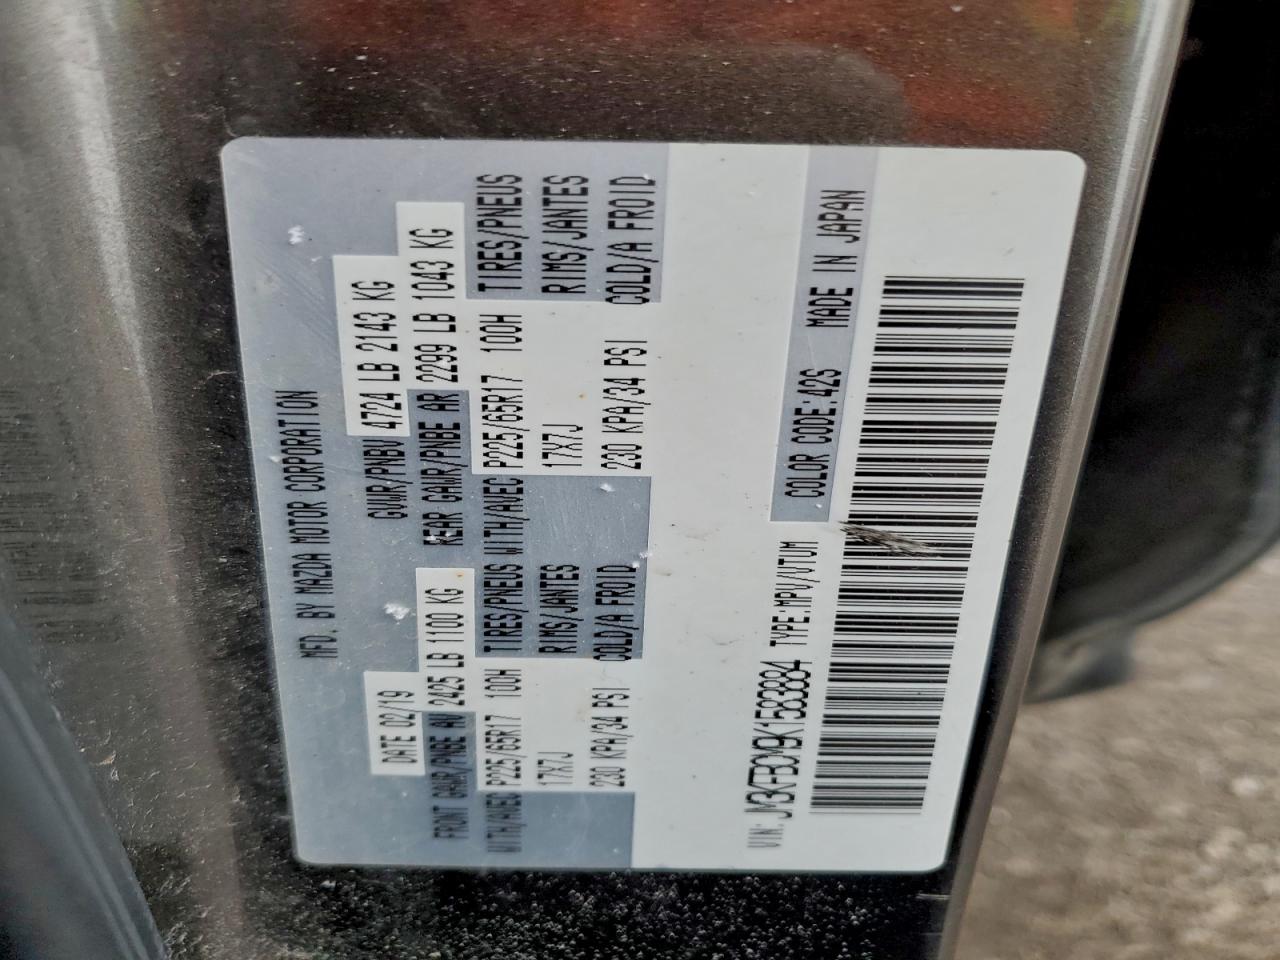 MFD. BY MAZDA MOTOR CORPORATION
DATE 02/19 GVWR/PNBV 4724 LB 2143 KG
FRONT GAWR/PNBE AV 2425 LB 1100 KG REAR GAWR/PNBE AR 2299 LB 1043 KG
WITH/AVEC P225/65R17 100H TIRES/PNEUS WITH/AVEC P225/65R17 100H TIRES/PNEUS
17X7J RIMS/JANTES 17X7J RIMS/JANTES
230 KPA/34 PSI COLD/A FROID 230 KPA/34 PSI COLD/A FROID
VIN: JM3KFBCM9K1583884 TYPE:MPV/VTUM COLOR CODE:42S MADE IN JAPAN